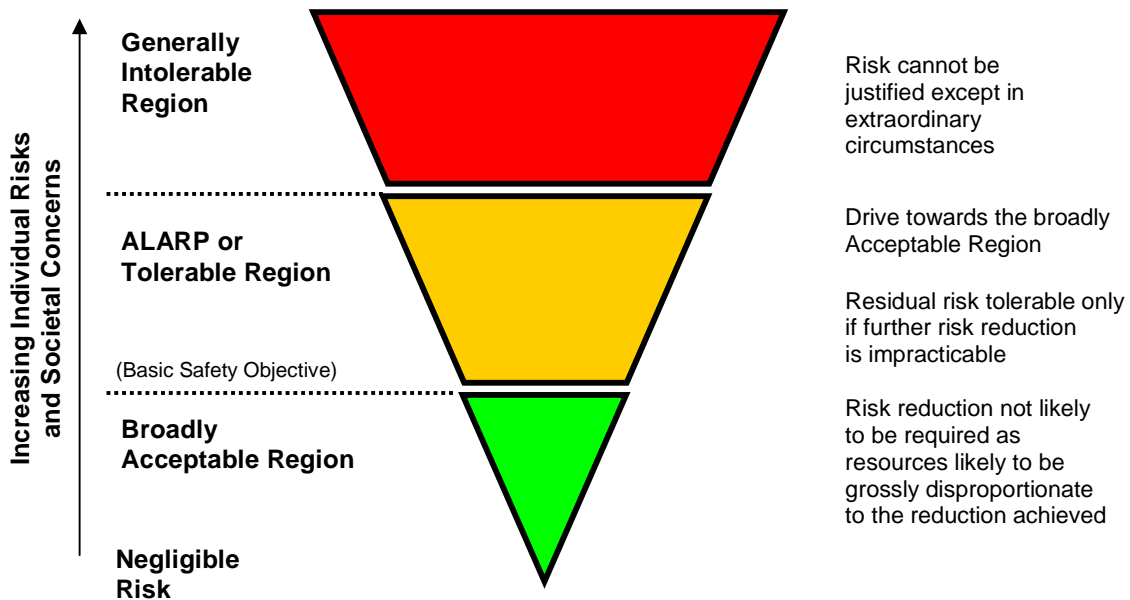 Increasing Individual Risks
and Societal Concerns
Generally
Intolerable
Region
Risk cannot be
justified except in
extraordinary
circumstances
ALARP or
Tolerable Region
Drive towards the broadly
Acceptable Region
Residual risk tolerable only
if further risk reduction
is impracticable
(Basic Safety Objective)
Broadly
Acceptable Region
Risk reduction not likely
to be required as
resources likely to be
grossly disproportionate
to the reduction achieved
Negligible
Risk